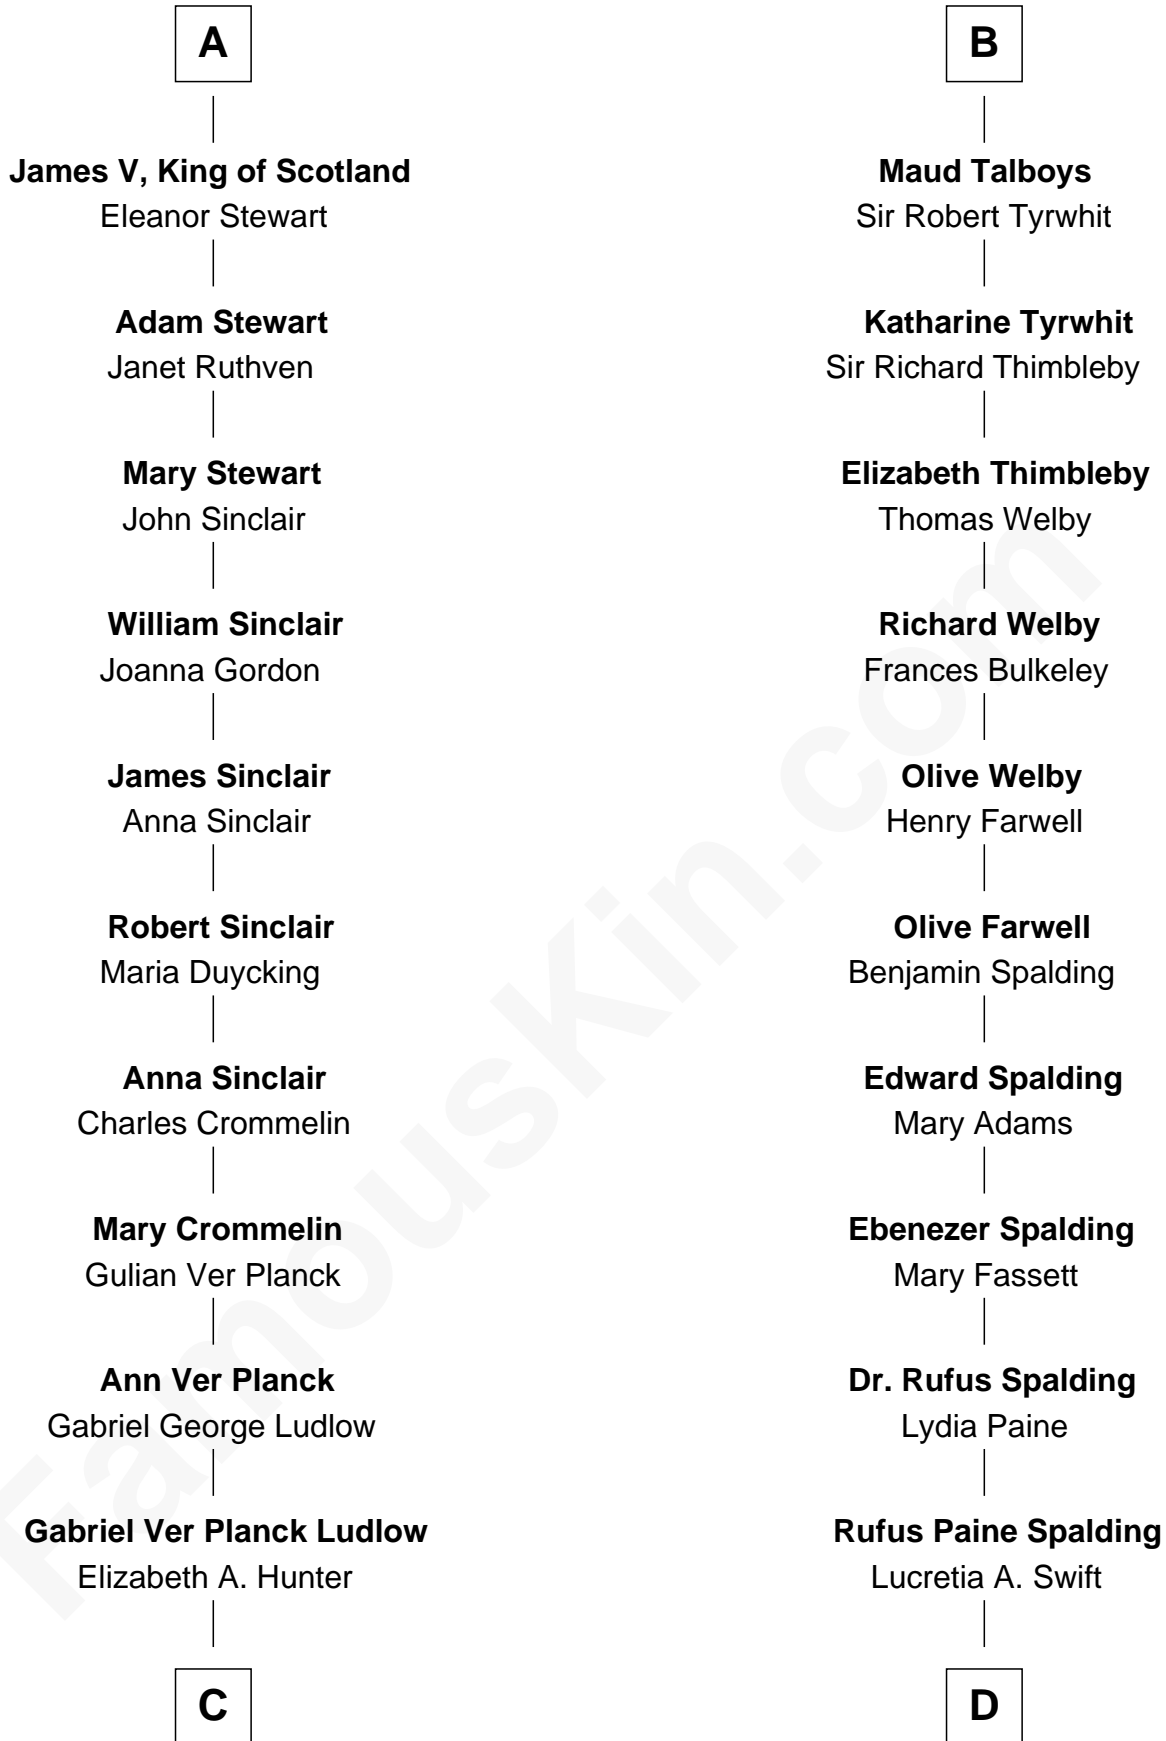 A
James V, King of Scotland
Eleanor Stewart
Adam Stewart
Janet Ruthven
Mary Stewart
John Sinclair
William Sinclair
Joanna Gordon
James Sinclair
Anna Sinclair
Robert Sinclair
Maria Duycking
Anna Sinclair
Charles Crommelin
Mary Crommelin
Gulian Ver Planck
Ann Ver Planck
Gabriel George Ludlow
Gabriel Ver Planck Ludlow
Elizabeth A. Hunter
C
B
Maud Talboys
Sir Robert Tyrwhit
Katharine Tyrwhit
Sir Richard Thimbleby
Elizabeth Thimbleby
Thomas Welby
Richard Welby
Frances Bulkeley
Olive Welby
Henry Farwell
Olive Farwell
Benjamin Spalding
Edward Spalding
Mary Adams
Ebenezer Spalding
Mary Fassett
Dr. Rufus Spalding
Lydia Paine
Rufus Paine Spalding
Lucretia A. Swift
D
FamousKin.com